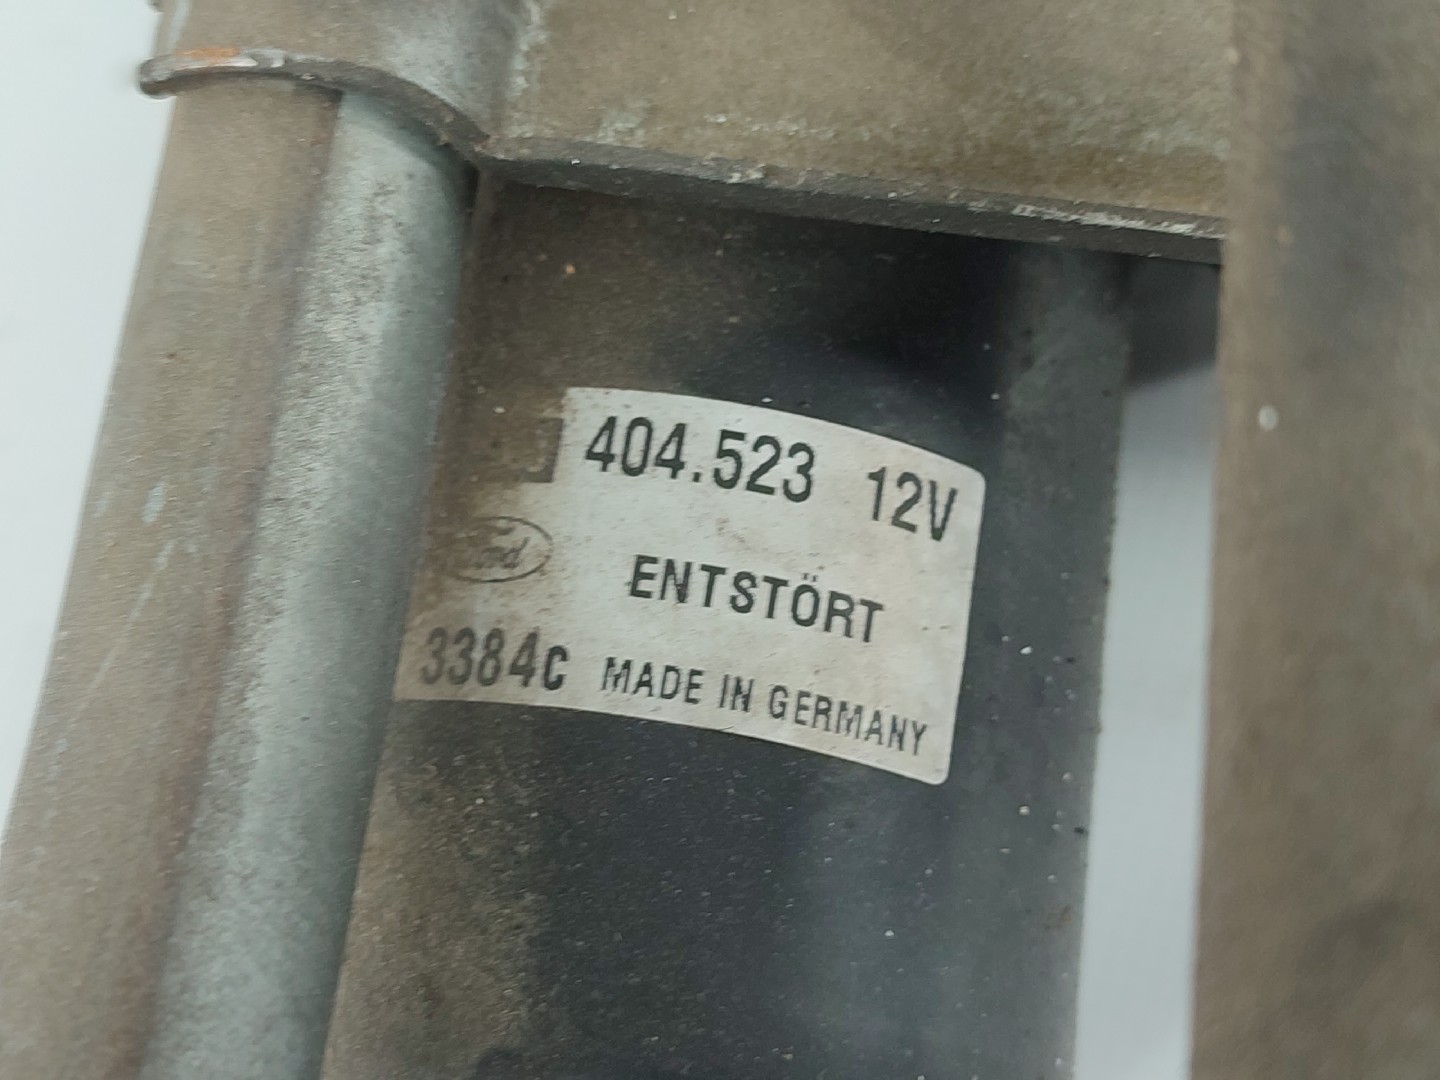 404.523 12V
Ford
ENTSTÖRT
3384C MADE IN GERMANY